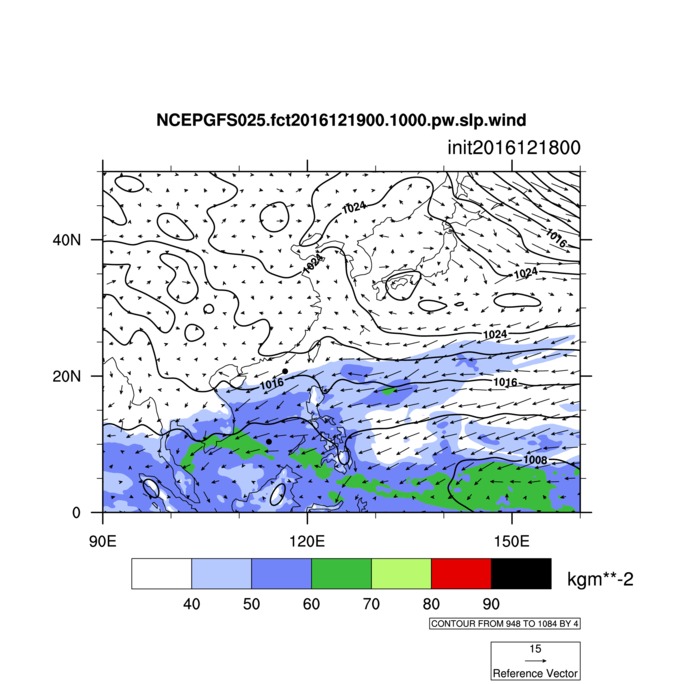 NCEPGFS025.fct2016121900.1000.pw.slp.wind
init2016121800
1024
40N
1016
1024
1024
1024
20N
1016
1016
1008
0
90E
120E
150E
40
50
60
70
80
90
kgm**-2
CONTOUR FROM 948 TO 1084 BY 4
15
Reference Vector